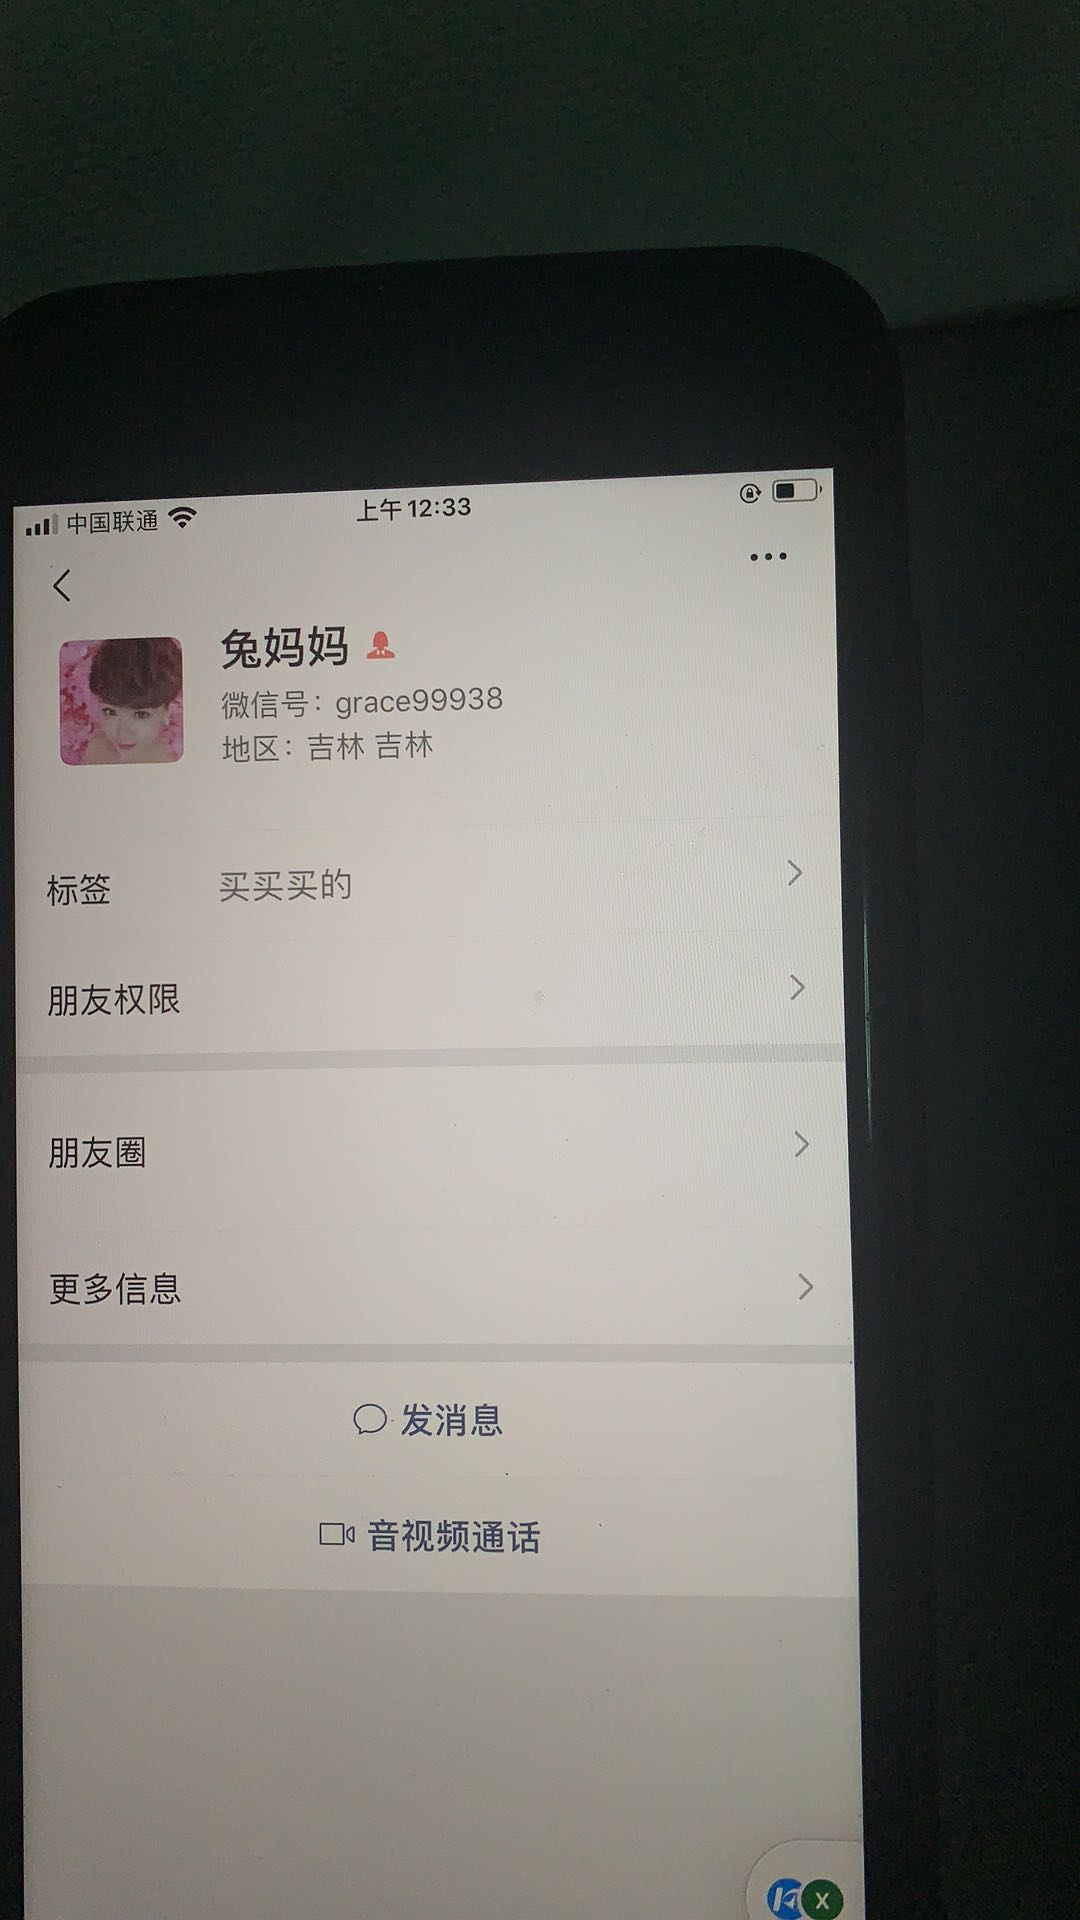 中国联通
上午12:33
兔妈妈
微信号：grace99938
地区：吉林 吉林
标签 买买买的
朋友权限
朋友圈
更多信息
发消息
音视频通话
X